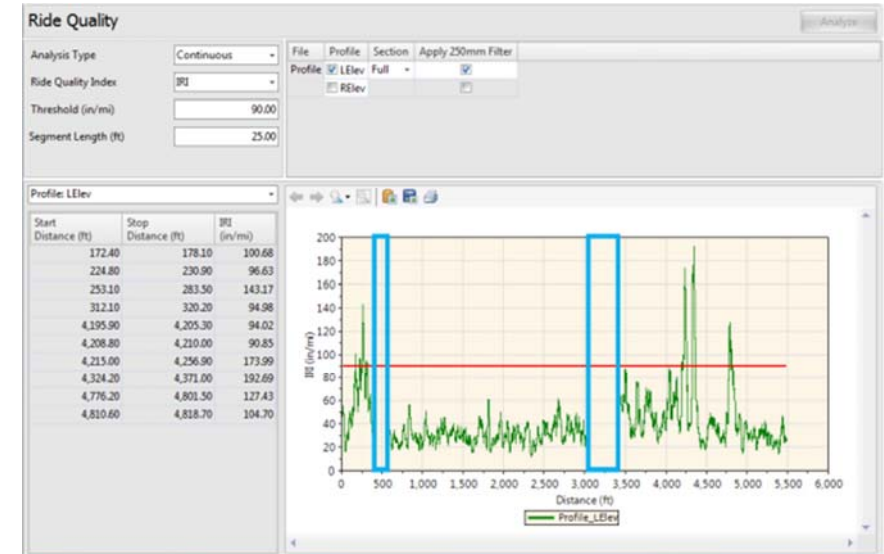 Ride Quality
Analyze
Analysis Type Continuous
Ride Quality Index IRI
Threshold (in/mi) 90.00
Segment Length (ft) 25.00
File Profile Section Apply 250mm Filter
Profile LElev Full
RElev
Profile: LElev
Start Distance (ft) Stop Distance (ft) IRI (in/mi)
172.40 178.10 100.68
224.80 230.90 96.63
253.10 283.50 143.17
312.10 320.20 94.98
4,195.90 4,205.30 94.02
4,208.80 4,210.00 90.85
4,215.00 4,256.90 173.99
4,324.20 4,371.00 192.69
4,776.20 4,801.50 127.43
4,810.60 4,818.70 104.70
200
180
160
140
120
100
80
60
40
20
0
IRI (in/mi)
0 500 1,000 1,500 2,000 2,500 3,000 3,500 4,000 4,500 5,000 5,500 6,000
Distance (ft)
Profile_LElev